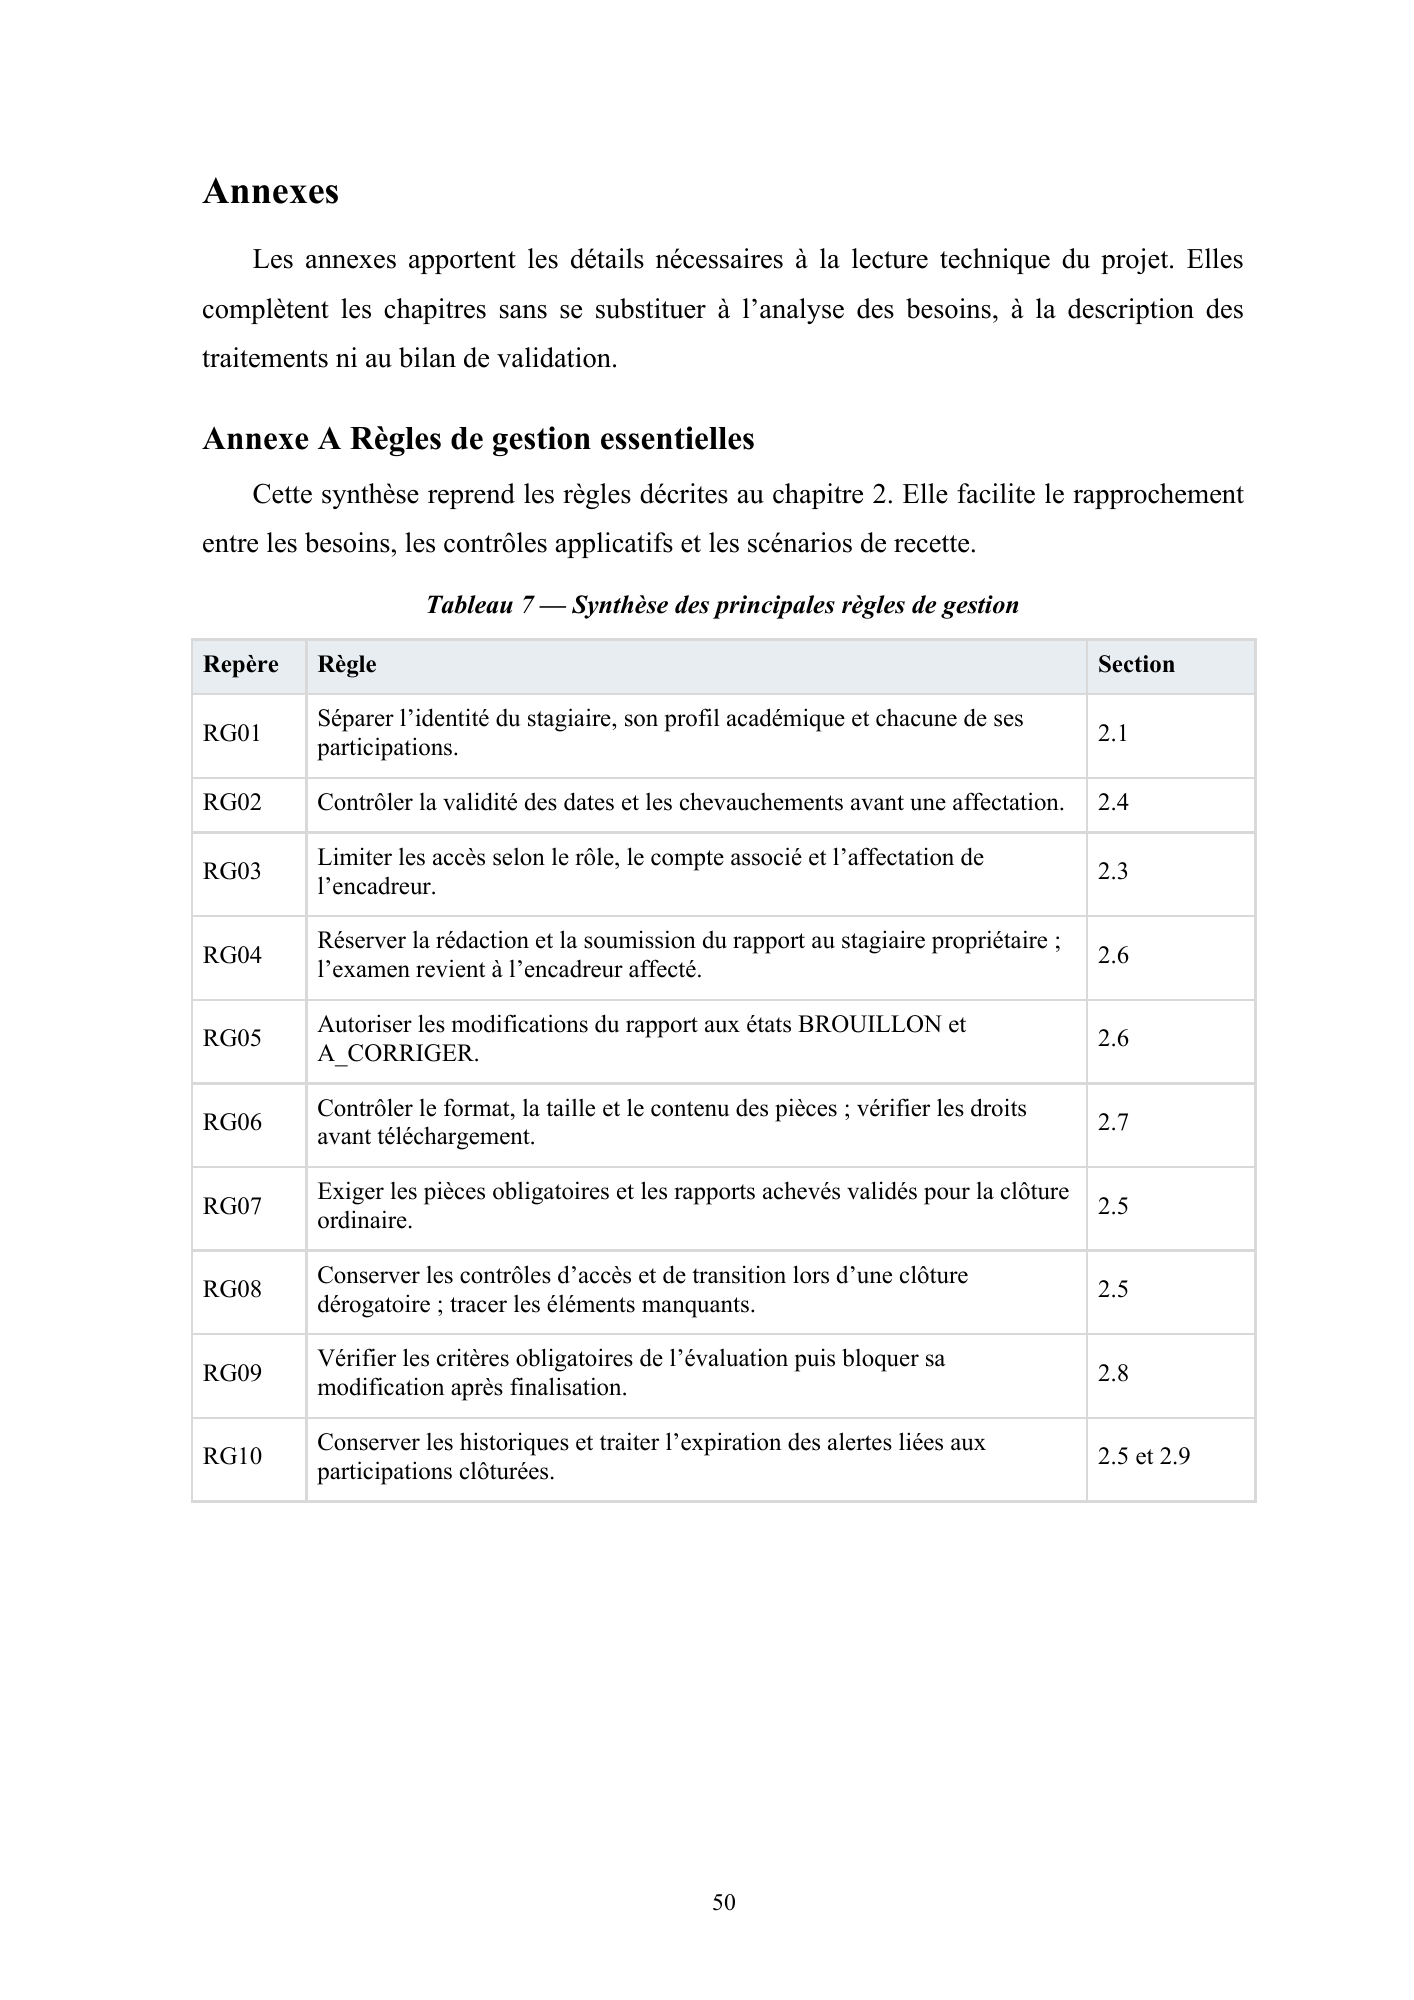 Annexes
Les annexes apportent les détails nécessaires à la lecture technique du projet. Elles
complètent les chapitres sans se substituer à l’analyse des besoins, à la description des
traitements ni au bilan de validation.
Annexe A Règles de gestion essentielles
Cette synthèse reprend les règles décrites au chapitre 2. Elle facilite le rapprochement
entre les besoins, les contrôles applicatifs et les scénarios de recette.
Tableau 7 — Synthèse des principales règles de gestion
Repère Règle Section
RG01 Séparer l’identité du stagiaire, son profil académique et chacune de ses
participations. 2.1
RG02 Contrôler la validité des dates et les chevauchements avant une affectation. 2.4
RG03 Limiter les accès selon le rôle, le compte associé et l’affectation de
l’encadreur. 2.3
RG04 Réserver la rédaction et la soumission du rapport au stagiaire propriétaire ;
l’examen revient à l’encadreur affecté. 2.6
RG05 Autoriser les modifications du rapport aux états BROUILLON et
A_CORRIGER. 2.6
RG06 Contrôler le format, la taille et le contenu des pièces ; vérifier les droits
avant téléchargement. 2.7
RG07 Exiger les pièces obligatoires et les rapports achevés validés pour la clôture
ordinaire. 2.5
RG08 Conserver les contrôles d’accès et de transition lors d’une clôture
dérogatoire ; tracer les éléments manquants. 2.5
RG09 Vérifier les critères obligatoires de l’évaluation puis bloquer sa
modification après finalisation. 2.8
RG10 Conserver les historiques et traiter l’expiration des alertes liées aux
participations clôturées. 2.5 et 2.9
50